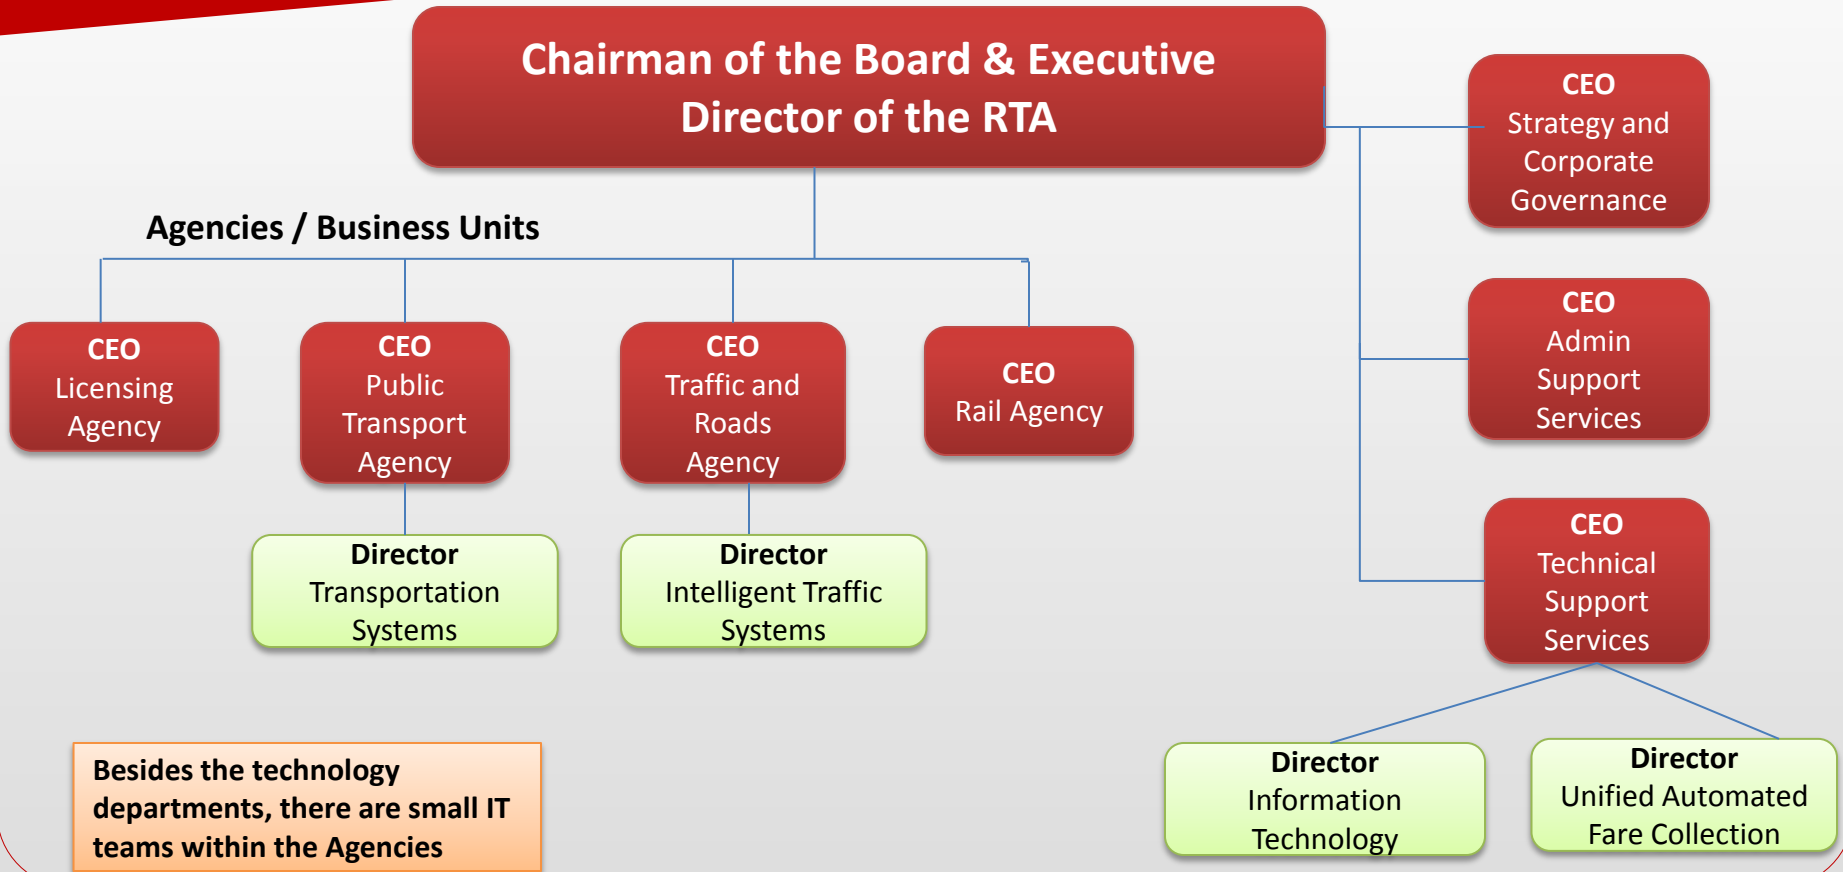 Chairman of the Board & Executive
Director of the RTA
CEO
Strategy and
Corporate
Governance
Agencies / Business Units
CEO
Licensing
Agency
CEO
Public
Transport
Agency
CEO
Traffic and
Roads
Agency
CEO
Rail Agency
CEO
Admin
Support
Services
Director
Transportation
Systems
Director
Intelligent Traffic
Systems
CEO
Technical
Support
Services
Director
Information
Technology
Director
Unified Automated
Fare Collection
Besides the technology
departments, there are small IT
teams within the Agencies